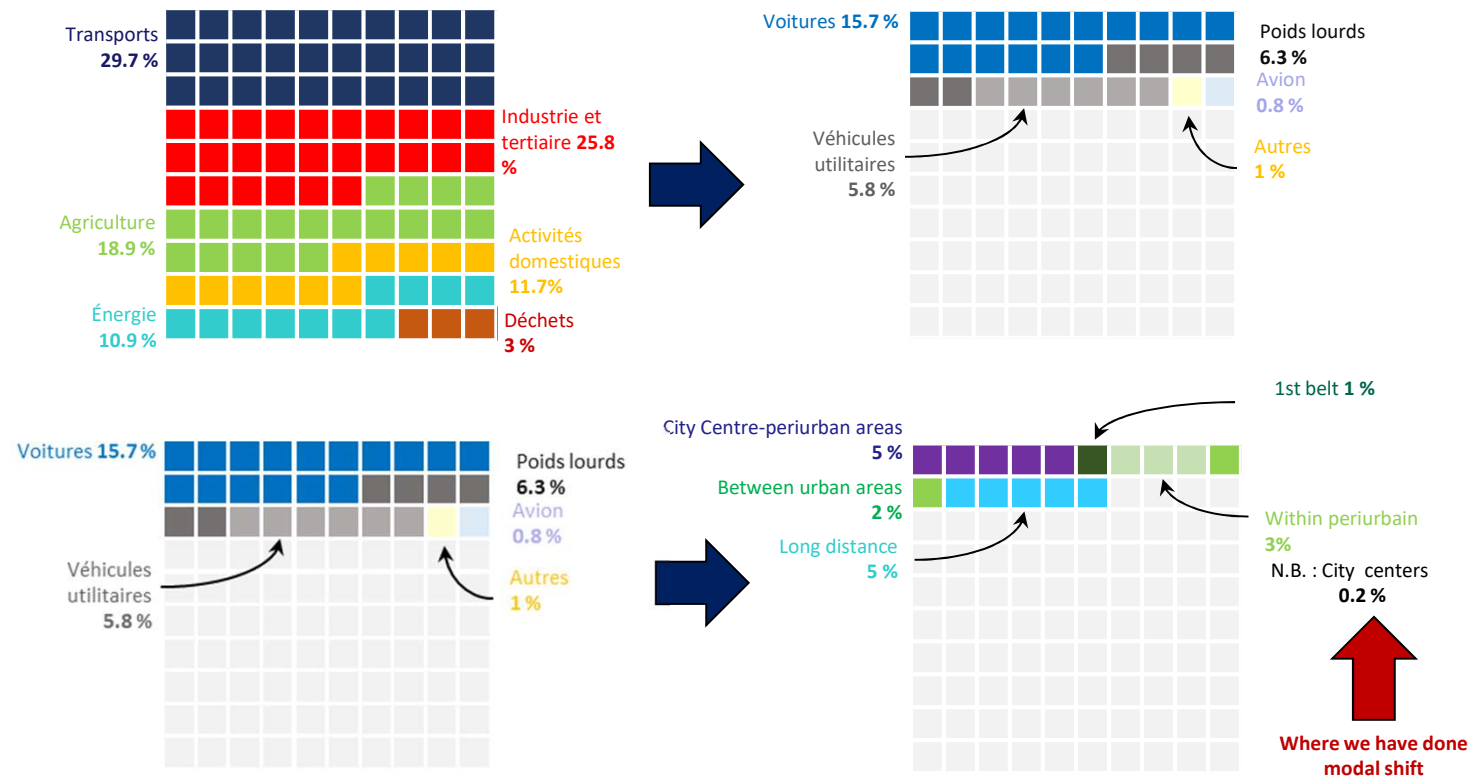 Transports
29.7 %
Industrie et
tertiaire 25.8
%
Agriculture
18.9 %
Activités
domestiques
11.7%
Énergie
10.9 %
Déchets
3 %
Voitures 15.7 %
Poids lourds
6.3 %
Avion
0.8 %
Véhicules
utilitaires
5.8 %
Autres
1 %
Voitures 15.7%
Poids lourds
6.3 %
Avion
0.8 %
Véhicules
utilitaires
5.8 %
Autres
1 %
1st belt 1 %
City Centre-periurban areas
5 %
Between urban areas
2 %
Long distance
5 %
Within periurbain
3%
N.B. : City centers
0.2 %
Where we have done
modal shift